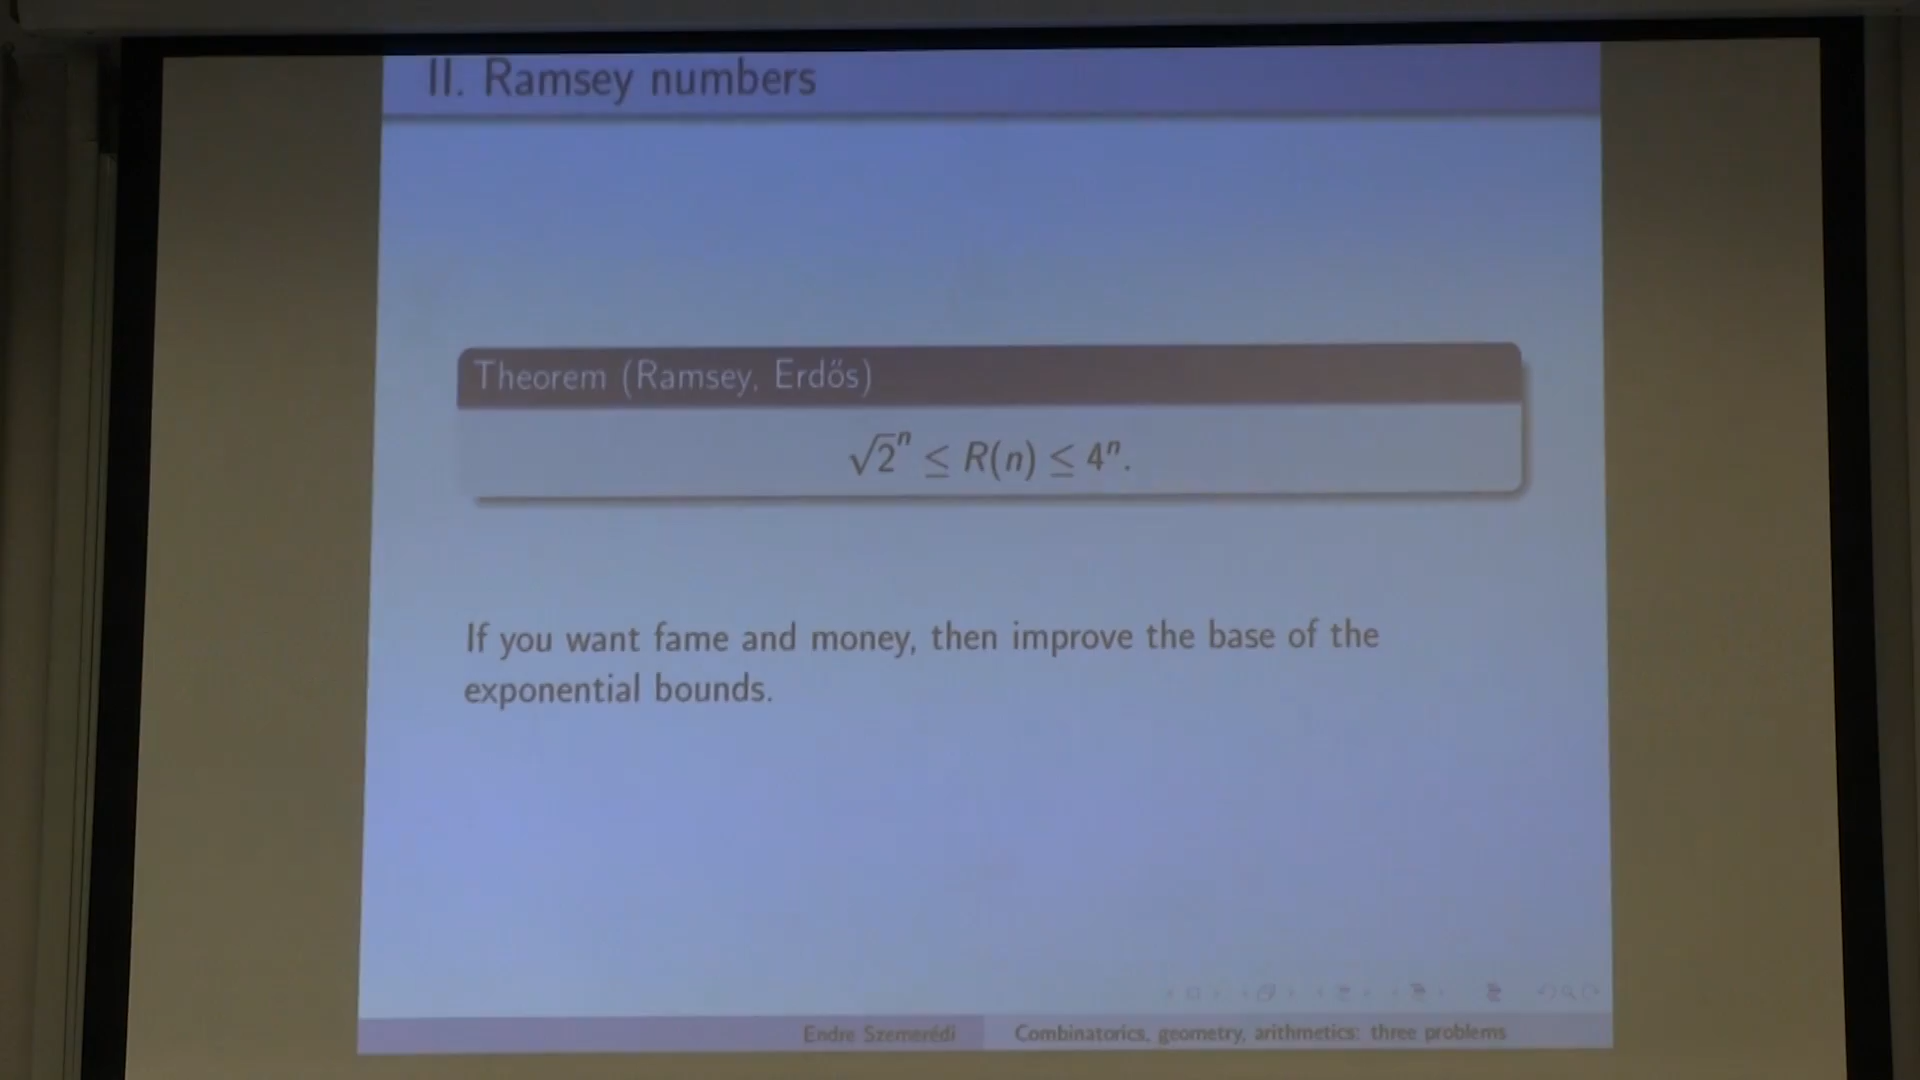 II. Ramsey numbers
Theorem (Ramsey, Erdős)
√2ⁿ ≤ R(n) ≤ 4ⁿ.
If you want fame and money, then improve the base of the
exponential bounds.
Endre Szemerédi Combinatorics, geometry, arithmetics: three problems